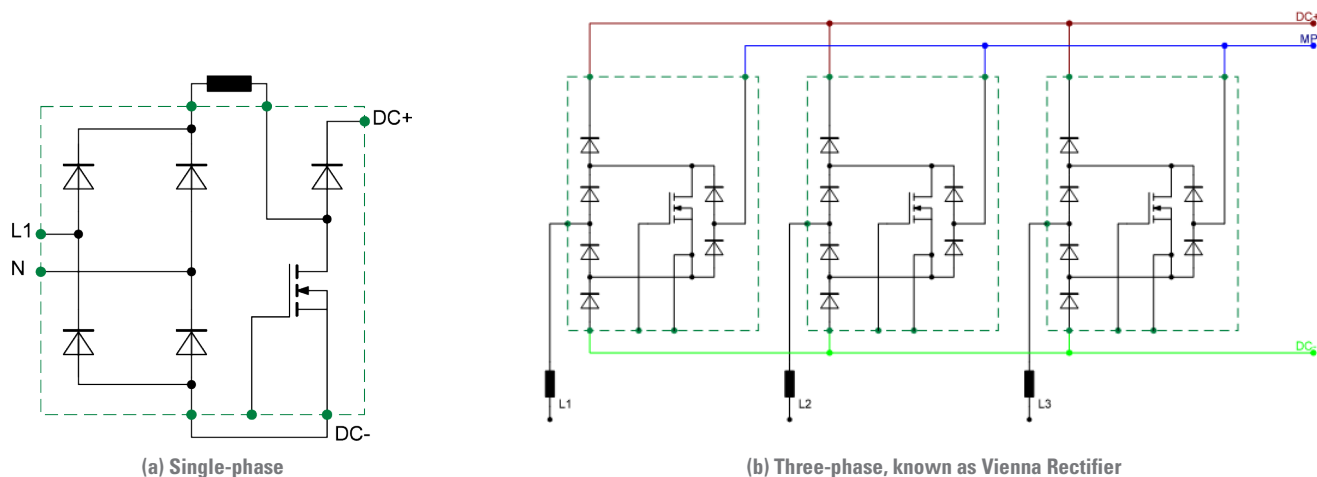 DC+
L1
N
DC-
(a) Single-phase
DC+
MP
DC-
L1
L2
L3
(b) Three-phase, known as Vienna Rectifier